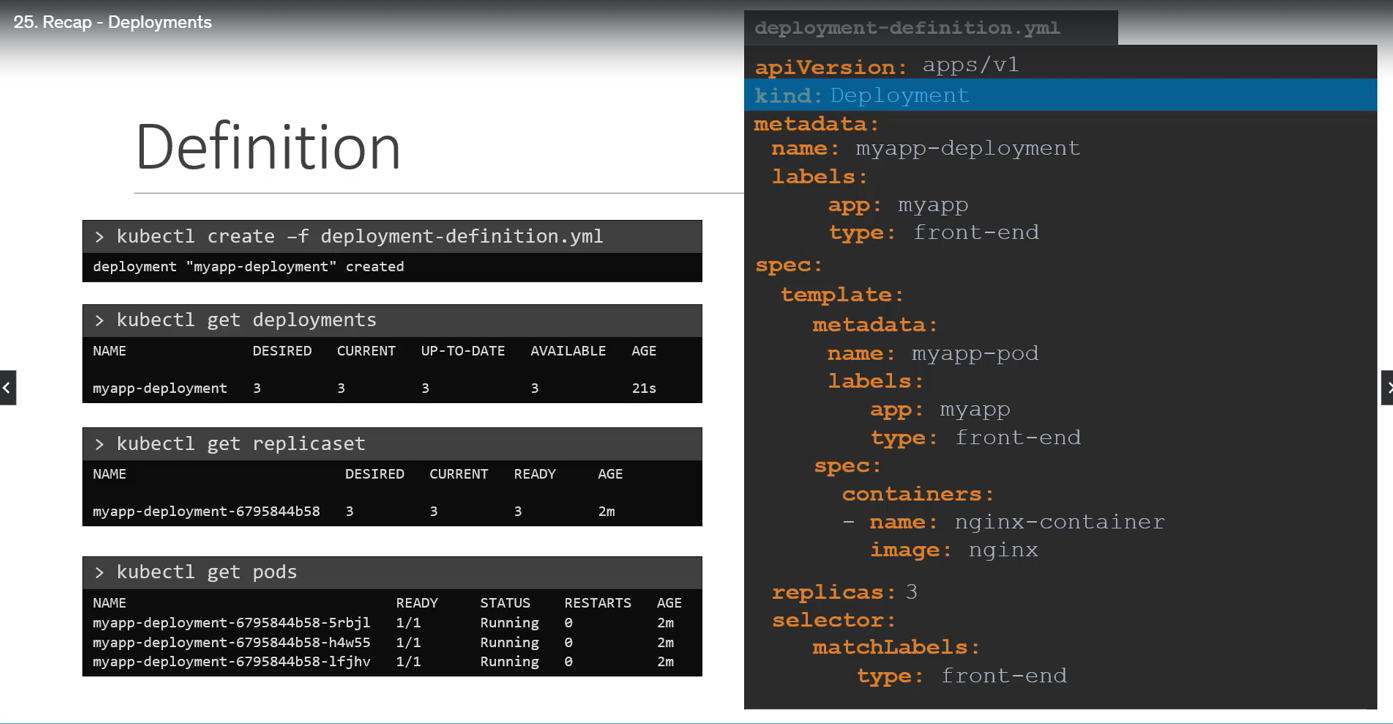 25. Recap - Deployments
Definition
> kubectl create –f deployment-definition.yml
deployment "myapp-deployment" created
> kubectl get deployments
NAME DESIRED CURRENT UP-TO-DATE AVAILABLE AGE
myapp-deployment 3 3 3 3 21s
> kubectl get replicaset
NAME DESIRED CURRENT READY AGE
myapp-deployment-6795844b58 3 3 3 2m
> kubectl get pods
NAME READY STATUS RESTARTS AGE
myapp-deployment-6795844b58-5rbjl 1/1 Running 0 2m
myapp-deployment-6795844b58-h4w55 1/1 Running 0 2m
myapp-deployment-6795844b58-lfjhv 1/1 Running 0 2m
deployment-definition.yml
apiVersion: apps/v1
kind: Deployment
metadata:
name: myapp-deployment
labels:
app: myapp
type: front-end
spec:
template:
metadata:
name: myapp-pod
labels:
app: myapp
type: front-end
spec:
containers:
- name: nginx-container
image: nginx
replicas: 3
selector:
matchLabels:
type: front-end